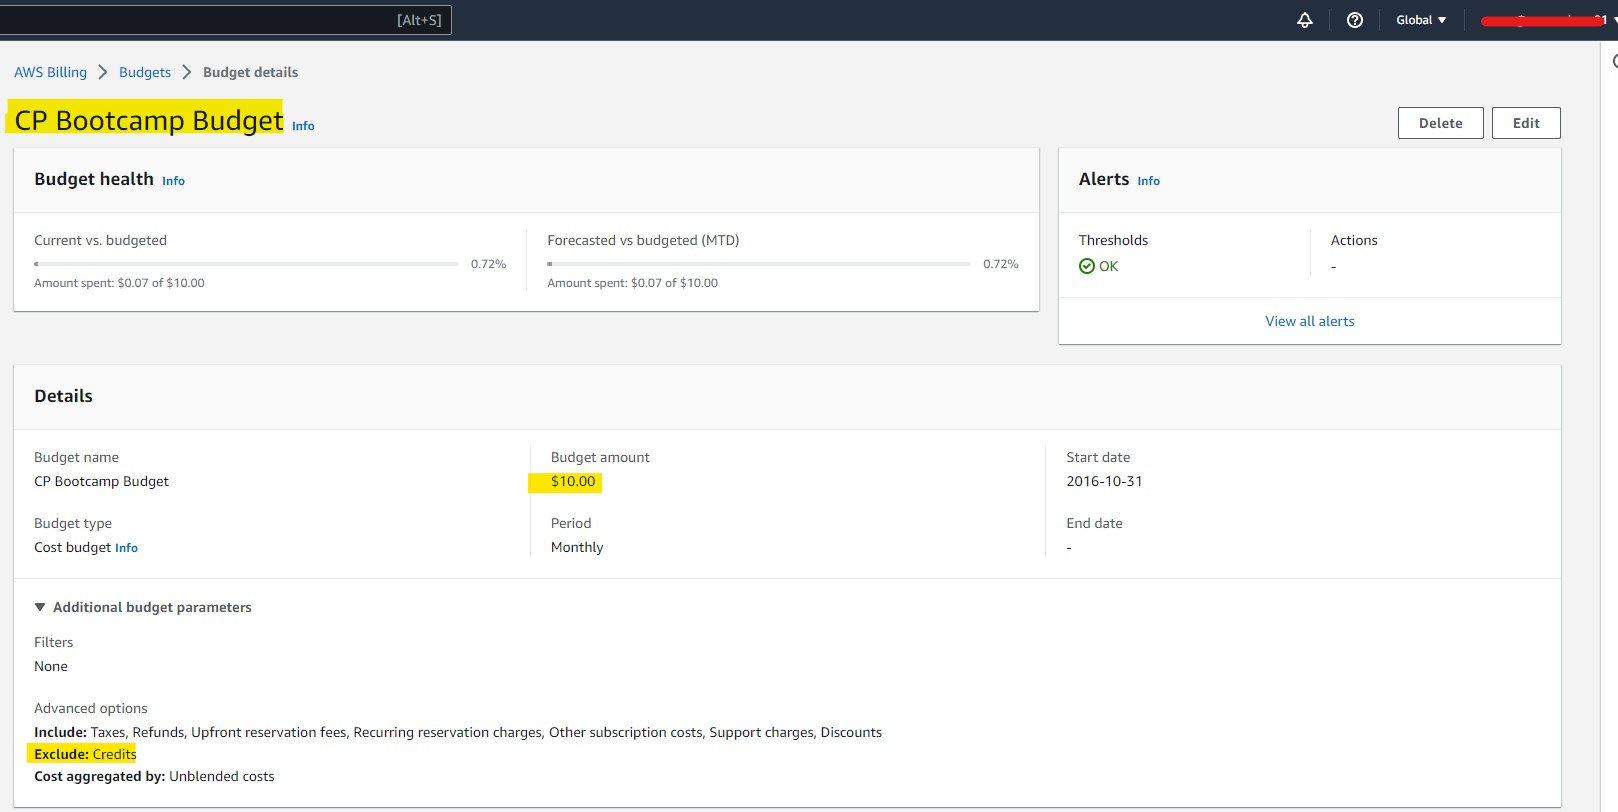 [Alt+S]
Global
1
AWS Billing > Budgets > Budget details
CP Bootcamp Budget Info
Delete
Edit
Budget health Info
Current vs. budgeted
0.72%
Amount spent: $0.07 of $10.00
Forecasted vs budgeted (MTD)
0.72%
Amount spent: $0.07 of $10.00
Alerts Info
Thresholds
OK
Actions
-
View all alerts
Details
Budget name
CP Bootcamp Budget
Budget type
Cost budget Info
Budget amount
$10.00
Period
Monthly
Start date
2016-10-31
End date
-
Additional budget parameters
Filters
None
Advanced options
Include: Taxes, Refunds, Upfront reservation fees, Recurring reservation charges, Other subscription costs, Support charges, Discounts
Exclude: Credits
Cost aggregated by: Unblended costs